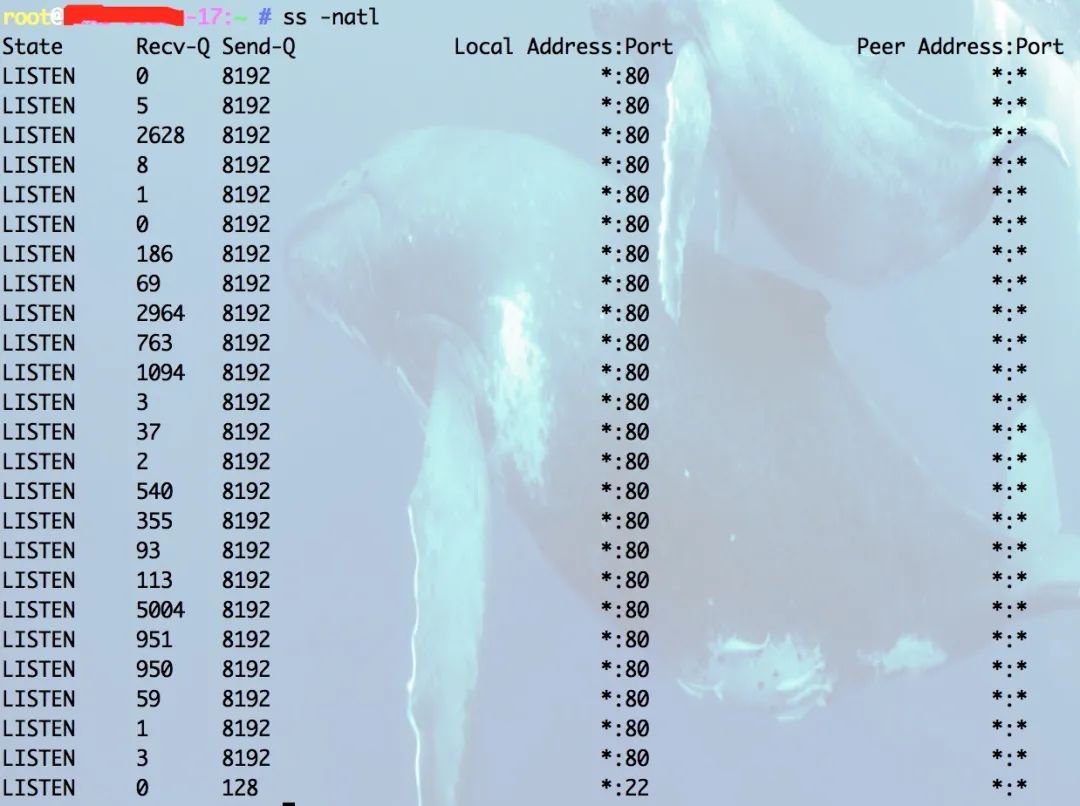 root@ -17:~ # ss -natl
State Recv-Q Send-Q Local Address:Port Peer Address:Port
LISTEN 0 8192 *:80 *:*
LISTEN 5 8192 *:80 *:*
LISTEN 2628 8192 *:80 *:*
LISTEN 8 8192 *:80 *:*
LISTEN 1 8192 *:80 *:*
LISTEN 0 8192 *:80 *:*
LISTEN 186 8192 *:80 *:*
LISTEN 69 8192 *:80 *:*
LISTEN 2964 8192 *:80 *:*
LISTEN 763 8192 *:80 *:*
LISTEN 1094 8192 *:80 *:*
LISTEN 3 8192 *:80 *:*
LISTEN 37 8192 *:80 *:*
LISTEN 2 8192 *:80 *:*
LISTEN 540 8192 *:80 *:*
LISTEN 355 8192 *:80 *:*
LISTEN 93 8192 *:80 *:*
LISTEN 113 8192 *:80 *:*
LISTEN 5004 8192 *:80 *:*
LISTEN 951 8192 *:80 *:*
LISTEN 950 8192 *:80 *:*
LISTEN 59 8192 *:80 *:*
LISTEN 1 8192 *:80 *:*
LISTEN 3 8192 *:80 *:*
LISTEN 0 128 *:22 *:*